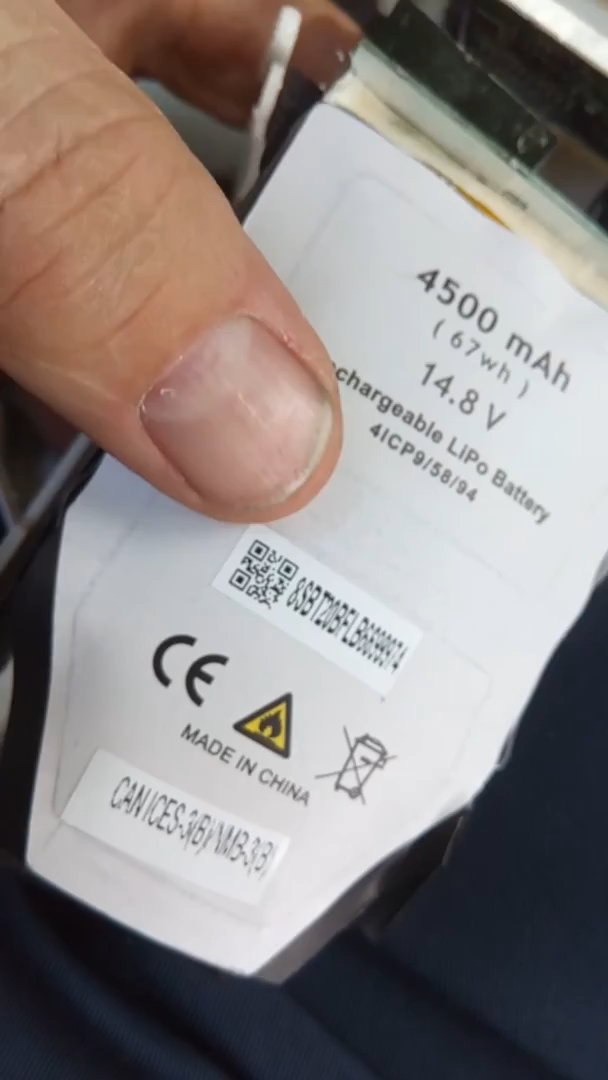 4500 mAh
( 67wh )
14.8 V
chargeable LiPo Battery
4ICP9/58/94
CE
MADE IN CHINA
CAN ICES-3(B)/NMB-3(B)